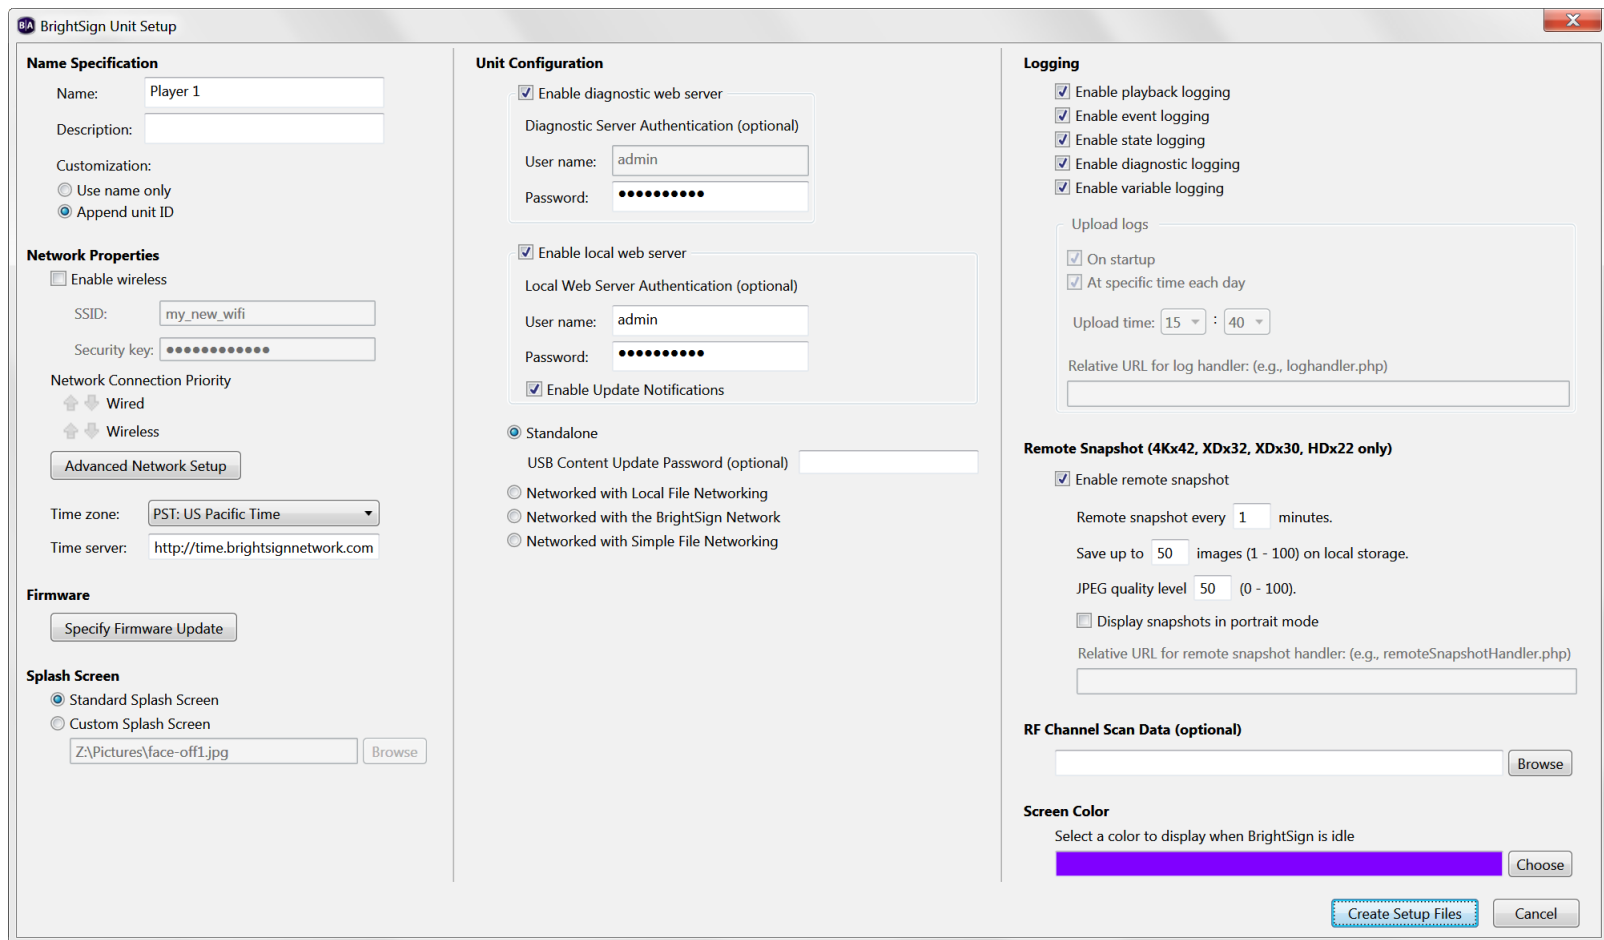 BrightSign Unit Setup
Name Specification
Name: Player 1
Description:
Customization:
Use name only
Append unit ID
Network Properties
Enable wireless
SSID: my_new_wifi
Security key: ●●●●●●●●●●●●
Network Connection Priority
Wired
Wireless
Advanced Network Setup
Time zone: PST: US Pacific Time
Time server: http://time.brightsignnetwork.com
Firmware
Specify Firmware Update
Splash Screen
Standard Splash Screen
Custom Splash Screen
Z:\Pictures\face-off1.jpg Browse
Unit Configuration
Enable diagnostic web server
Diagnostic Server Authentication (optional)
User name: admin
Password: ●●●●●●●●●●
Enable local web server
Local Web Server Authentication (optional)
User name: admin
Password: ●●●●●●●●●●
Enable Update Notifications
Standalone
USB Content Update Password (optional)
Networked with Local File Networking
Networked with the BrightSign Network
Networked with Simple File Networking
Logging
Enable playback logging
Enable event logging
Enable state logging
Enable diagnostic logging
Enable variable logging
Upload logs
On startup
At specific time each day
Upload time: 15 : 40
Relative URL for log handler: (e.g., loghandler.php)
Remote Snapshot (4Kx42, XDx32, XDx30, HDx22 only)
Enable remote snapshot
Remote snapshot every 1 minutes.
Save up to 50 images (1 - 100) on local storage.
JPEG quality level 50 (0 - 100).
Display snapshots in portrait mode
Relative URL for remote snapshot handler: (e.g., remoteSnapshotHandler.php)
RF Channel Scan Data (optional)
Browse
Screen Color
Select a color to display when BrightSign is idle
Choose
Create Setup Files Cancel